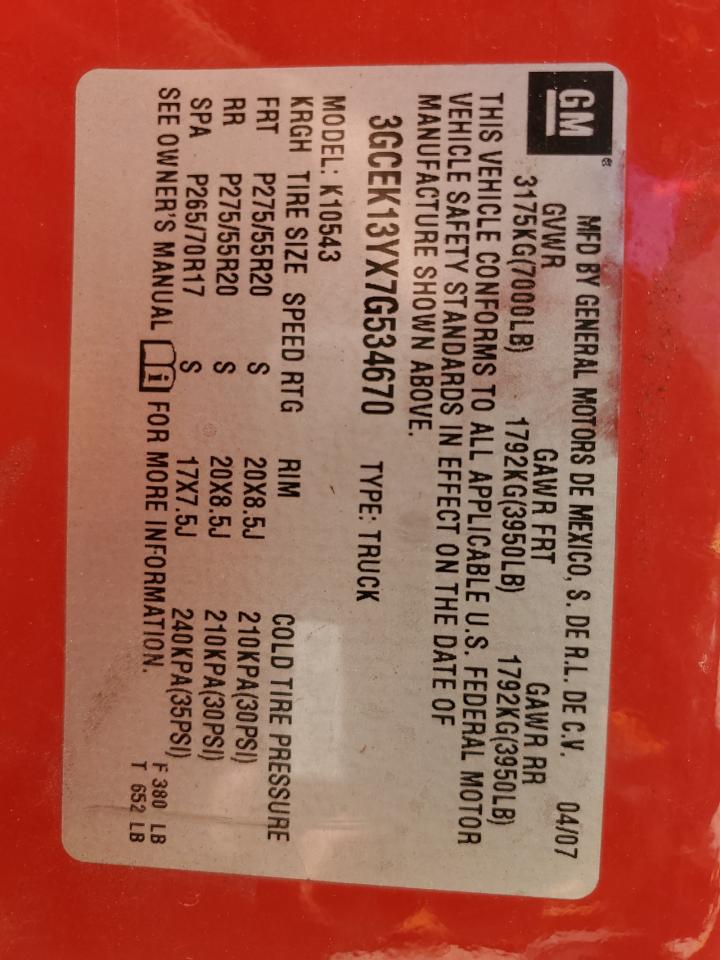 GM
MFD BY GENERAL MOTORS DE MEXICO, S. DE R.L. DE C.V. 04/07
GVWR GAWR FRT GAWR RR
3175KG(7000LB) 1792KG(3950LB) 1792KG(3950LB)
THIS VEHICLE CONFORMS TO ALL APPLICABLE U.S. FEDERAL MOTOR
VEHICLE SAFETY STANDARDS IN EFFECT ON THE DATE OF
MANUFACTURE SHOWN ABOVE.
3GCEK13YX7G534670 TYPE: TRUCK
MODEL: K10543
KRGH TIRE SIZE SPEED RTG RIM COLD TIRE PRESSURE
FRT P275/55R20 S 20X8.5J 210KPA(30PSI)
RR P275/55R20 S 20X8.5J 210KPA(30PSI)
SPA P265/70R17 S 17X7.5J 240KPA(35PSI)
SEE OWNER'S MANUAL i FOR MORE INFORMATION.
F 380 LB
T 652 LB